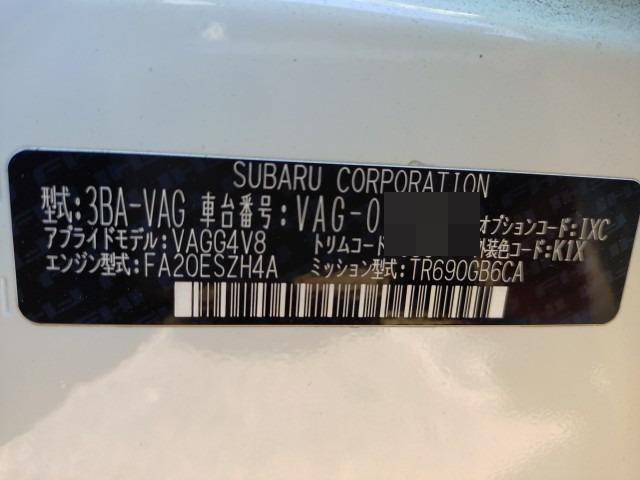 SUBARU CORPORATION
型式:3BA-VAG 車台番号:VAG-0 オプションコード:IXC
アプライドモデル:VAGG4V8 トリムコード 外装色コード:K1X
エンジン型式:FA20ESZH4A ミッション型式:TR690GB6CA